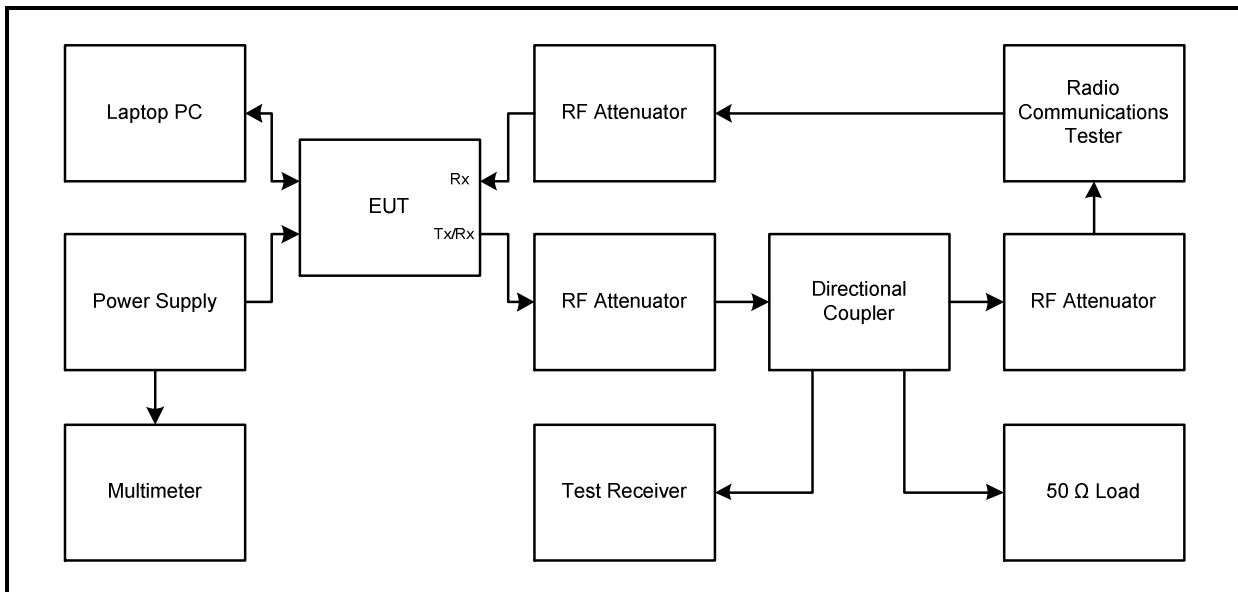 Laptop PC
RF Attenuator
Radio
Communications
Tester
EUT
Rx
Tx/Rx
Power Supply
RF Attenuator
Directional
Coupler
RF Attenuator
Multimeter
Test Receiver
50 Ω Load